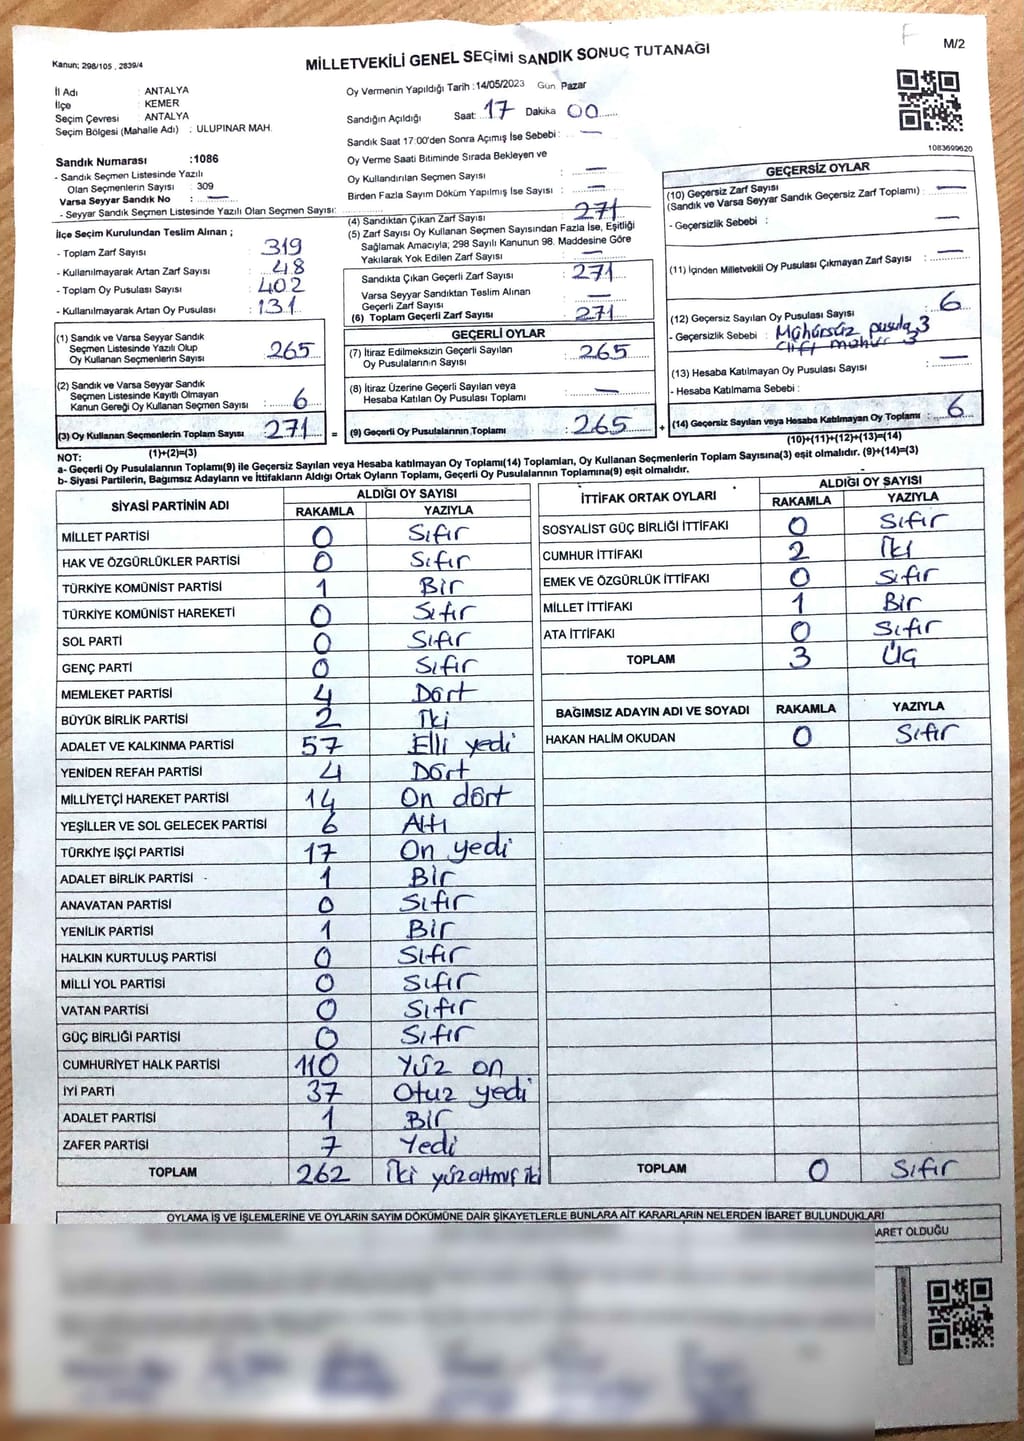 F
M/2
Kanun; 298/105 , 2839/4
MİLLETVEKİLİ GENEL SEÇİMİ SANDIK SONUÇ TUTANAĞI
İl Adı : ANTALYA
İlçe : KEMER
Seçim Çevresi : ANTALYA
Seçim Bölgesi (Mahalle Adı) : ULUPINAR MAH.
Sandık Numarası :1086
- Sandık Seçmen Listesinde Yazılı
Olan Seçmenlerin Sayısı : 309
Varsa Seyyar Sandık No : —
- Seyyar Sandık Seçmen Listesinde Yazılı Olan Seçmen Sayısı:
İlçe Seçim Kurulundan Teslim Alınan ;
- Toplam Zarf Sayısı : 319
- Kullanılmayarak Artan Zarf Sayısı : 48
- Toplam Oy Pusulası Sayısı : 402
- Kullanılmayarak Artan Oy Pusulası : 131
(1) Sandık ve Varsa Seyyar Sandık
Seçmen Listesinde Yazılı Olup
Oy Kullanan Seçmenlerin Sayısı : 265
(2) Sandık ve Varsa Seyyar Sandık
Seçmen Listesinde Kayıtlı Olmayan
Kanun Gereği Oy Kullanan Seçmen Sayısı : 6
(3) Oy Kullanan Seçmenlerin Toplam Sayısı : 271 =
(1)+(2)=(3)
Oy Vermenin Yapıldığı Tarih :14/05/2023 Gün: Pazar
Sandığın Açıldığı Saat: 17 Dakika 00
Sandık Saat 17:00'den Sonra Açımış İse Sebebi : —
Oy Verme Saati Bitiminde Sırada Bekleyen ve
Oy Kullandırılan Seçmen Sayısı : —
Birden Fazla Sayım Döküm Yapılmış İse Sayısı : —
(4) Sandıktan Çıkan Zarf Sayısı : 271
(5) Zarf Sayısı Oy Kullanan Seçmen Sayısından Fazla İse, Eşitliği
Sağlamak Amacıyla; 298 Sayılı Kanunun 98. Maddesine Göre
Yakılarak Yok Edilen Zarf Sayısı : —
Sandıkta Çıkan Geçerli Zarf Sayısı : 271
Varsa Seyyar Sandıktan Teslim Alınan
Geçerli Zarf Sayısı : —
(6) Toplam Geçerli Zarf Sayısı : 271
GEÇERLİ OYLAR
(7) İtiraz Edilmeksizin Geçerli Sayılan
Oy Pusulalarının Sayısı : 265
(8) İtiraz Üzerine Geçerli Sayılan veya
Hesaba Katılan Oy Pusulası Toplamı : —
(9) Geçerli Oy Pusulalarının Toplamı : 265 +
1083699620
GEÇERSİZ OYLAR
(10) Geçersiz Zarf Sayısı : —
(Sandık ve Varsa Seyyar Sandık Geçersiz Zarf Toplamı)
- Geçersizlik Sebebi : —
(11) İçinden Milletvekili Oy Pusulası Çıkmayan Zarf Sayısı : —
(12) Geçersiz Sayılan Oy Pusulası Sayısı : 6
- Geçersizlik Sebebi : Mühürsüz pusula 3
Çift mühür 3
(13) Hesaba Katılmayan Oy Pusulası Sayısı : —
- Hesaba Katılmama Sebebi :
(14) Geçersiz Sayılan veya Hesaba Katılmayan Oy Toplamı : 6
(10)+(11)+(12)+(13)=(14)
NOT:
a- Geçerli Oy Pusulalarının Toplamı(9) ile Geçersiz Sayılan veya Hesaba katılmayan Oy Toplamı(14) Toplamları, Oy Kullanan Seçmenlerin Toplam Sayısına(3) eşit olmalıdır. (9)+(14)=(3)
b- Siyasi Partilerin, Bağımsız Adayların ve İttifakların Aldığı Ortak Oyların Toplamı, Geçerli Oy Pusulalarının Toplamına(9) eşit olmalıdır.
SİYASİ PARTİNİN ADI ALDIĞI OY SAYISI
RAKAMLA YAZIYLA
MİLLET PARTİSİ 0 Sıfır
HAK VE ÖZGÜRLÜKLER PARTİSİ 0 Sıfır
TÜRKİYE KOMÜNİST PARTİSİ 1 Bir
TÜRKİYE KOMÜNİST HAREKETİ 0 Sıfır
SOL PARTİ 0 Sıfır
GENÇ PARTİ 0 Sıfır
MEMLEKET PARTİSİ 4 Dört
BÜYÜK BİRLİK PARTİSİ 2 İki
ADALET VE KALKINMA PARTİSİ 57 Elli yedi
YENİDEN REFAH PARTİSİ 4 Dört
MİLLİYETÇİ HAREKET PARTİSİ 14 On dört
YEŞİLLER VE SOL GELECEK PARTİSİ 6 Altı
TÜRKİYE İŞÇİ PARTİSİ 17 On yedi
ADALET BİRLİK PARTİSİ 1 Bir
ANAVATAN PARTİSİ 0 Sıfır
YENİLİK PARTİSİ 1 Bir
HALKIN KURTULUŞ PARTİSİ 0 Sıfır
MİLLİ YOL PARTİSİ 0 Sıfır
VATAN PARTİSİ 0 Sıfır
GÜÇ BİRLİĞİ PARTİSİ 0 Sıfır
CUMHURİYET HALK PARTİSİ 110 Yüz on
İYİ PARTİ 37 Otuz yedi
ADALET PARTİSİ 1 Bir
ZAFER PARTİSİ 7 Yedi
TOPLAM 262 İki yüz altmış iki
İTTİFAK ORTAK OYLARI ALDIĞI OY SAYISI
RAKAMLA YAZIYLA
SOSYALİST GÜÇ BİRLİĞİ İTTİFAKI 0 Sıfır
CUMHUR İTTİFAKI 2 İki
EMEK VE ÖZGÜRLÜK İTTİFAKI 0 Sıfır
MİLLET İTTİFAKI 1 Bir
ATA İTTİFAKI 0 Sıfır
TOPLAM 3 Üç
BAĞIMSIZ ADAYIN ADI VE SOYADI RAKAMLA YAZIYLA
HAKAN HALİM OKUDAN 0 Sıfır
TOPLAM 0 Sıfır
OYLAMA İŞ VE İŞLEMLERİNE VE OYLARIN SAYIM DÖKÜMÜNE DAİR ŞİKAYETLERLE BUNLARA AİT KARARLARIN NELERDEN İBARET BULUNDUKLARI
ARET OLDUĞU